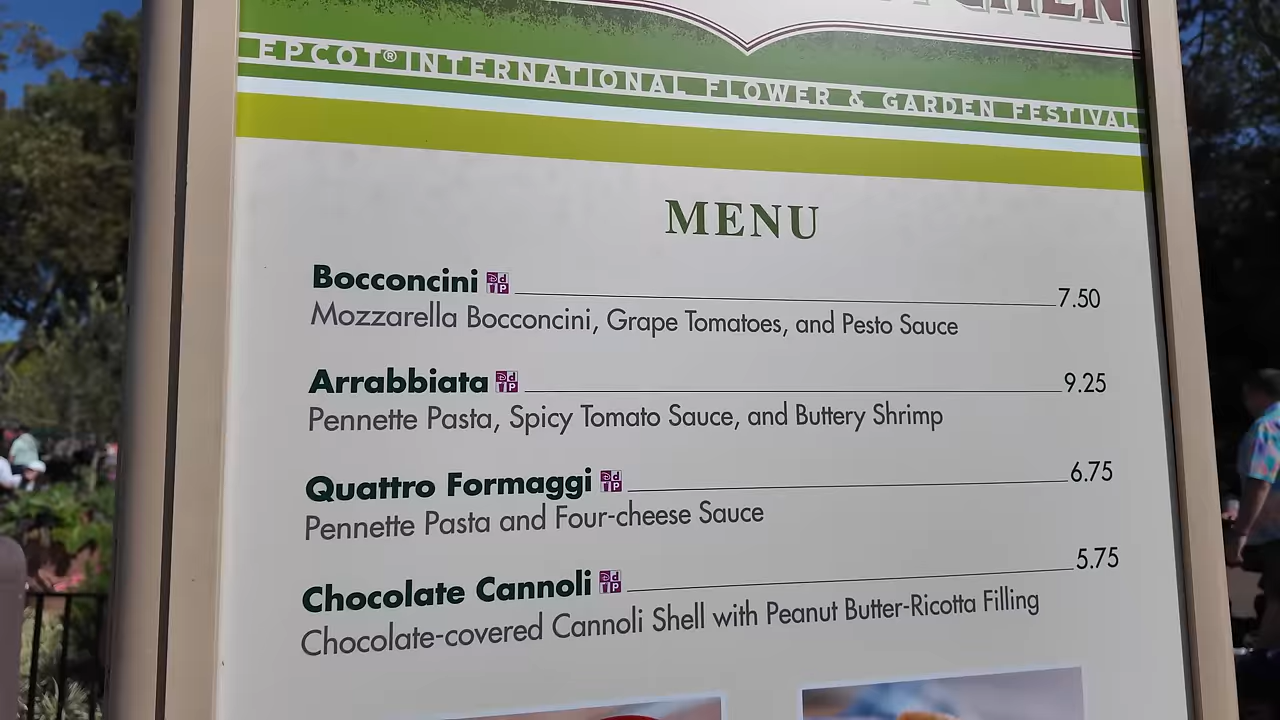 EPCOT® INTERNATIONAL FLOWER & GARDEN FESTIVAL
MENU
Bocconcini 7.50
Mozzarella Bocconcini, Grape Tomatoes, and Pesto Sauce
Arrabbiata 9.25
Pennette Pasta, Spicy Tomato Sauce, and Buttery Shrimp
Quattro Formaggi 6.75
Pennette Pasta and Four-cheese Sauce
Chocolate Cannoli 5.75
Chocolate-covered Cannoli Shell with Peanut Butter-Ricotta Filling